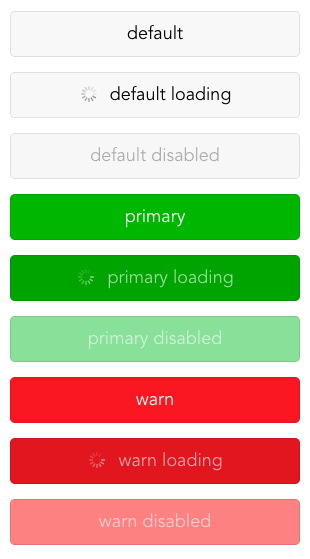 default
default loading
default disabled
primary
primary loading
primary disabled
warn
warn loading
warn disabled